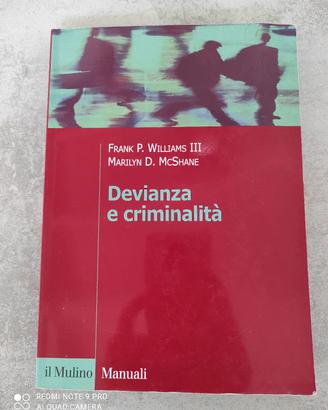 FRANK P. WILLIAMS III
MARILYN D. MCSHANE
Devianza
e criminalità
il Mulino Manuali
REDMI NOTE 9 PRO
AI QUAD CAMERA